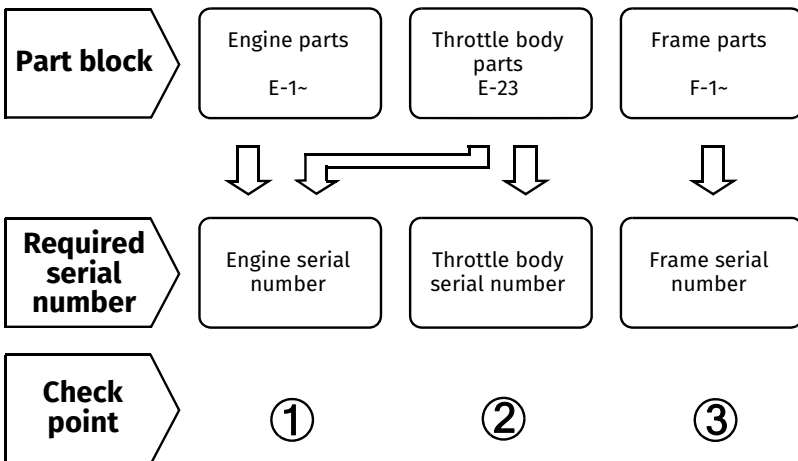 Part block
Engine parts
E-1~
Throttle body
parts
E-23
Frame parts
F-1~
Required
serial
number
Engine serial
number
Throttle body
serial number
Frame serial
number
Check
point
①
②
③